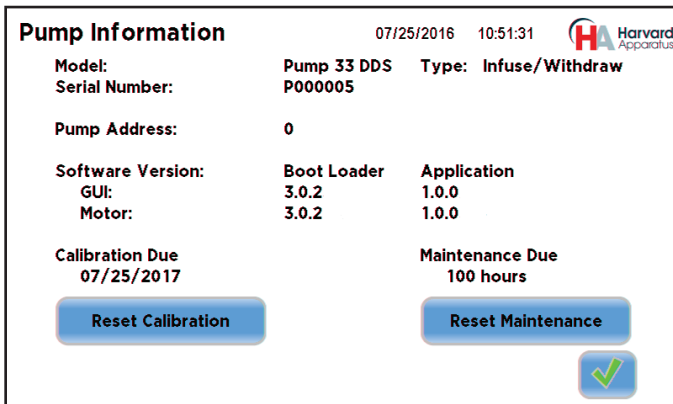 Pump Information 07/25/2016 10:51:31 HA Harvard Apparatus
Model: Pump 33 DDS Type: Infuse/Withdraw
Serial Number: P000005
Pump Address: 0
Software Version: Boot Loader Application
GUI: 3.0.2 1.0.0
Motor: 3.0.2 1.0.0
Calibration Due Maintenance Due
07/25/2017 100 hours
Reset Calibration Reset Maintenance